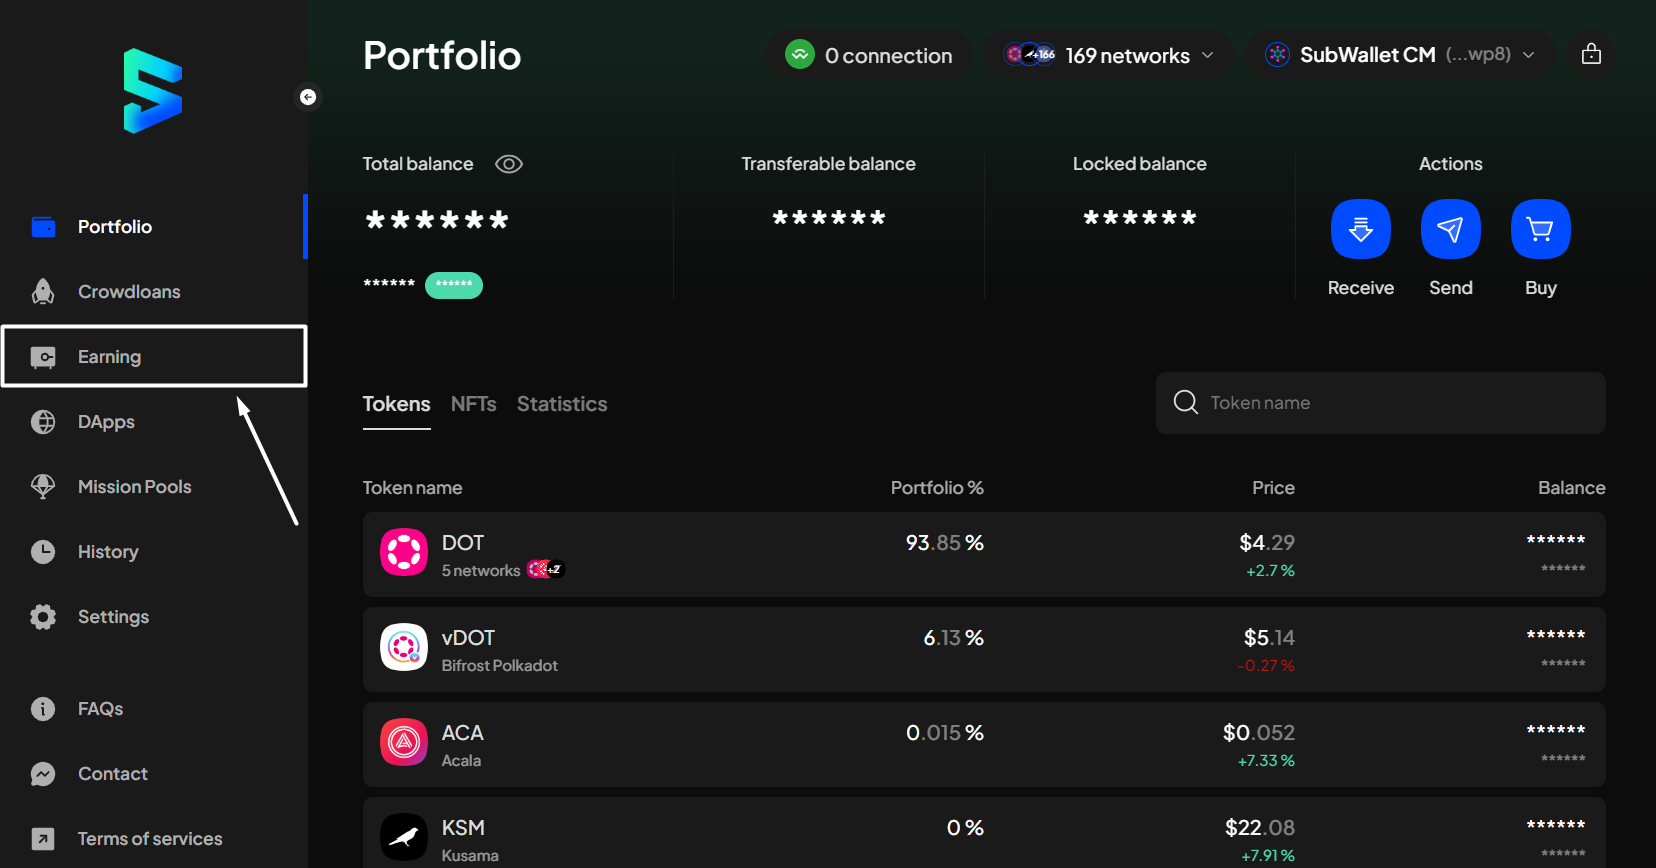 Portfolio
0 connection
+166
169 networks
SubWallet CM (...wp8)
Portfolio
Crowdloans
Earning
DApps
Mission Pools
History
Settings
FAQs
Contact
Terms of services
Total balance
******
******
******
Transferable balance
******
Locked balance
******
Actions
Receive
Send
Buy
Tokens
NFTs
Statistics
Token name
Token name
Portfolio %
Price
Balance
DOT
5 networks
+2
93.85 %
$4.29
+2.7 %
******
******
vDOT
Bifrost Polkadot
6.13 %
$5.14
-0.27 %
******
******
ACA
Acala
0.015 %
$0.052
+7.33 %
******
******
KSM
Kusama
0 %
$22.08
+7.91 %
******
******